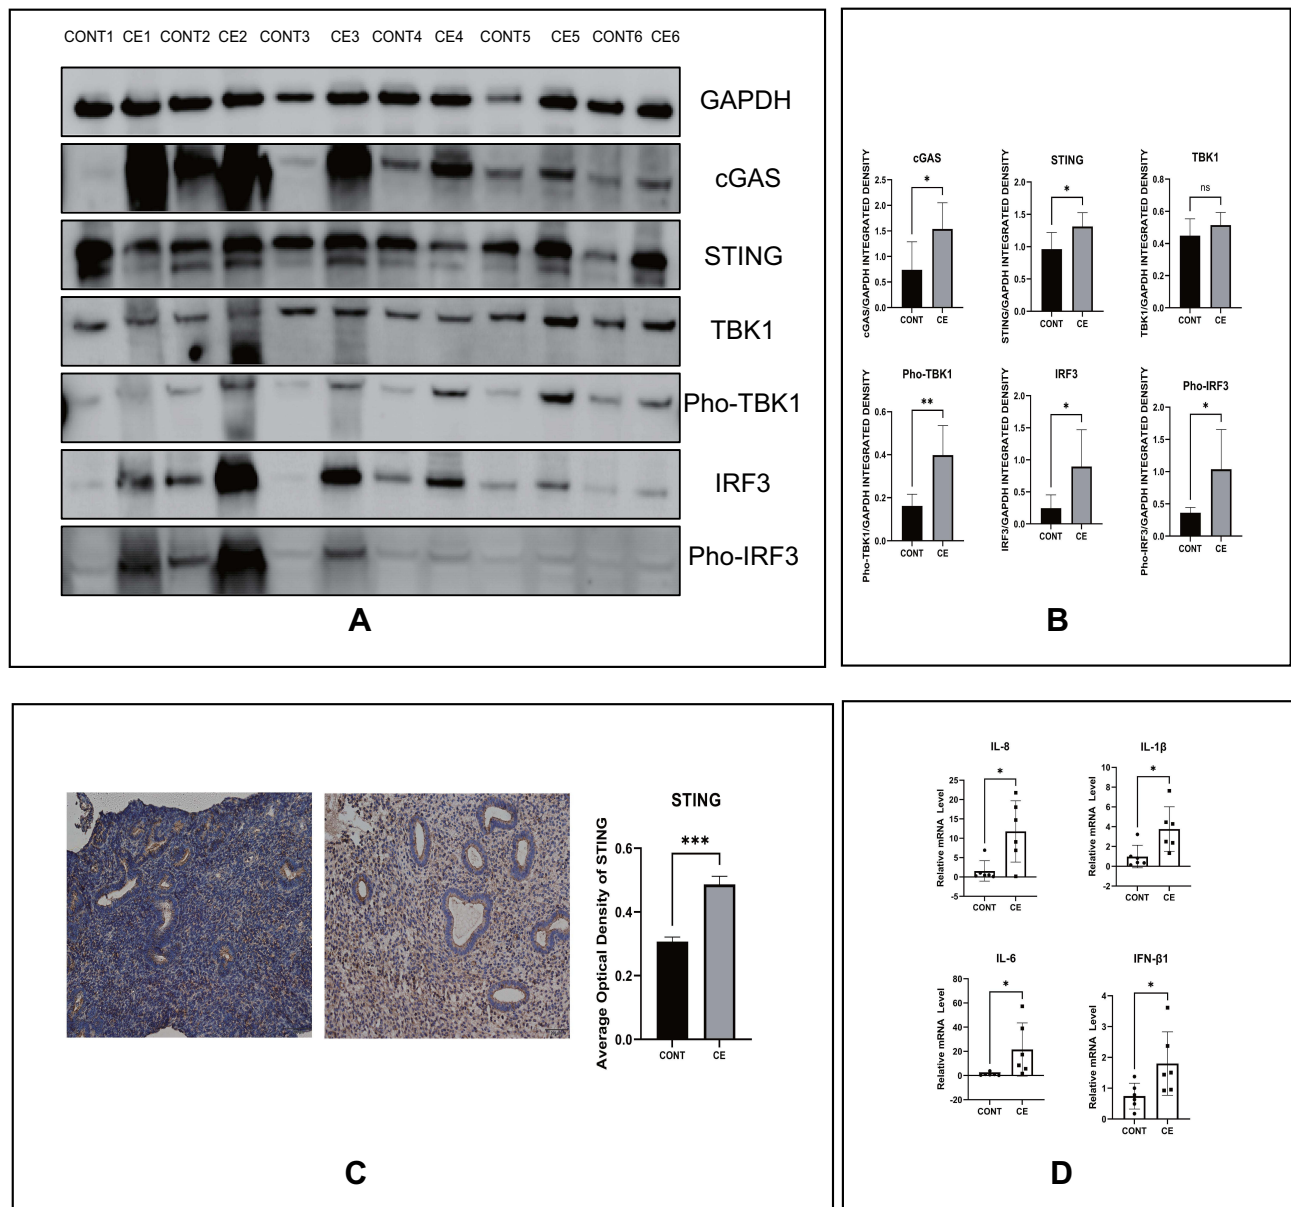 CONT1 CE1 CONT2 CE2 CONT3 CE3 CONT4 CE4 CONT5 CE5 CONT6 CE6
GAPDH
cGAS
STING
TBK1
Pho-TBK1
IRF3
Pho-IRF3
A
cGAS
cGAS/GAPDH INTEGRATED DENSITY
2.5
2.0
1.5
1.0
0.5
0.0
*
CONT CE
STING
STING/GAPDH INTEGRATED DENSITY
2.0
1.5
1.0
0.5
0.0
*
CONT CE
TBK1
TBK1/GAPDH INTEGRATED DENSITY
0.8
0.6
0.4
0.2
0.0
ns
CONT CE
Pho-TBK1
Pho-TBK1/GAPDH INTEGRATED DENSITY
0.6
0.4
0.2
0.0
**
CONT CE
IRF3
IRF3/GAPDH INTEGRATED DENSITY
2.0
1.5
1.0
0.5
0.0
*
CONT CE
Pho-IRF3
Pho-IRF3/GAPDH INTEGRATED DENSITY
2.0
1.5
1.0
0.5
0.0
*
CONT CE
B
STING
Average Optical Density of STING
0.6
0.4
0.2
0.0
***
CONT CE
C
IL-8
Relative mRNA Level
25
20
15
10
5
0
-5
*
CONT CE
IL-1β
Relative mRNA Level
10
8
6
4
2
0
-2
*
CONT CE
IL-6
Relative mRNA Level
80
60
40
20
0
-20
*
CONT CE
IFN-β1
Relative mRNA Level
4
3
2
1
0
*
CONT CE
D